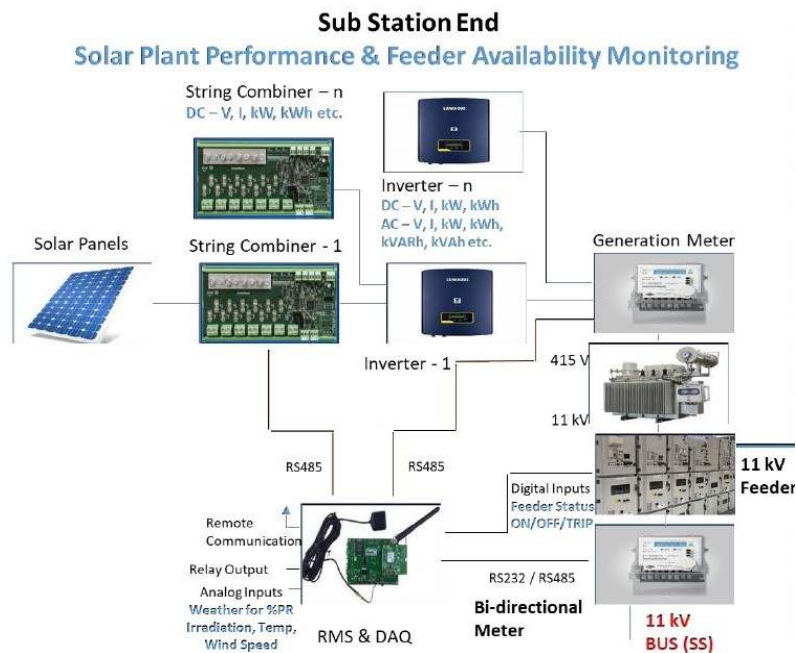 Sub Station End
Solar Plant Performance & Feeder Availability Monitoring
String Combiner – n
DC – V, I, kW, kWh etc.
Inverter – n
DC – V, I, kW, kWh
AC – V, I, kW, kWh,
kVARh, kVAh etc.
Solar Panels
String Combiner - 1
Generation Meter
Inverter - 1
415 V
11 kV
RS485
RS485
Digital Inputs
Feeder Status
ON/OFF/TRIP
11 kV
Feeder
Remote
Communication
Relay Output
Analog Inputs
Weather for %PR
Irradiation, Temp,
Wind Speed
RMS & DAQ
RS232 / RS485
Bi-directional
Meter
11 kV
BUS (SS)